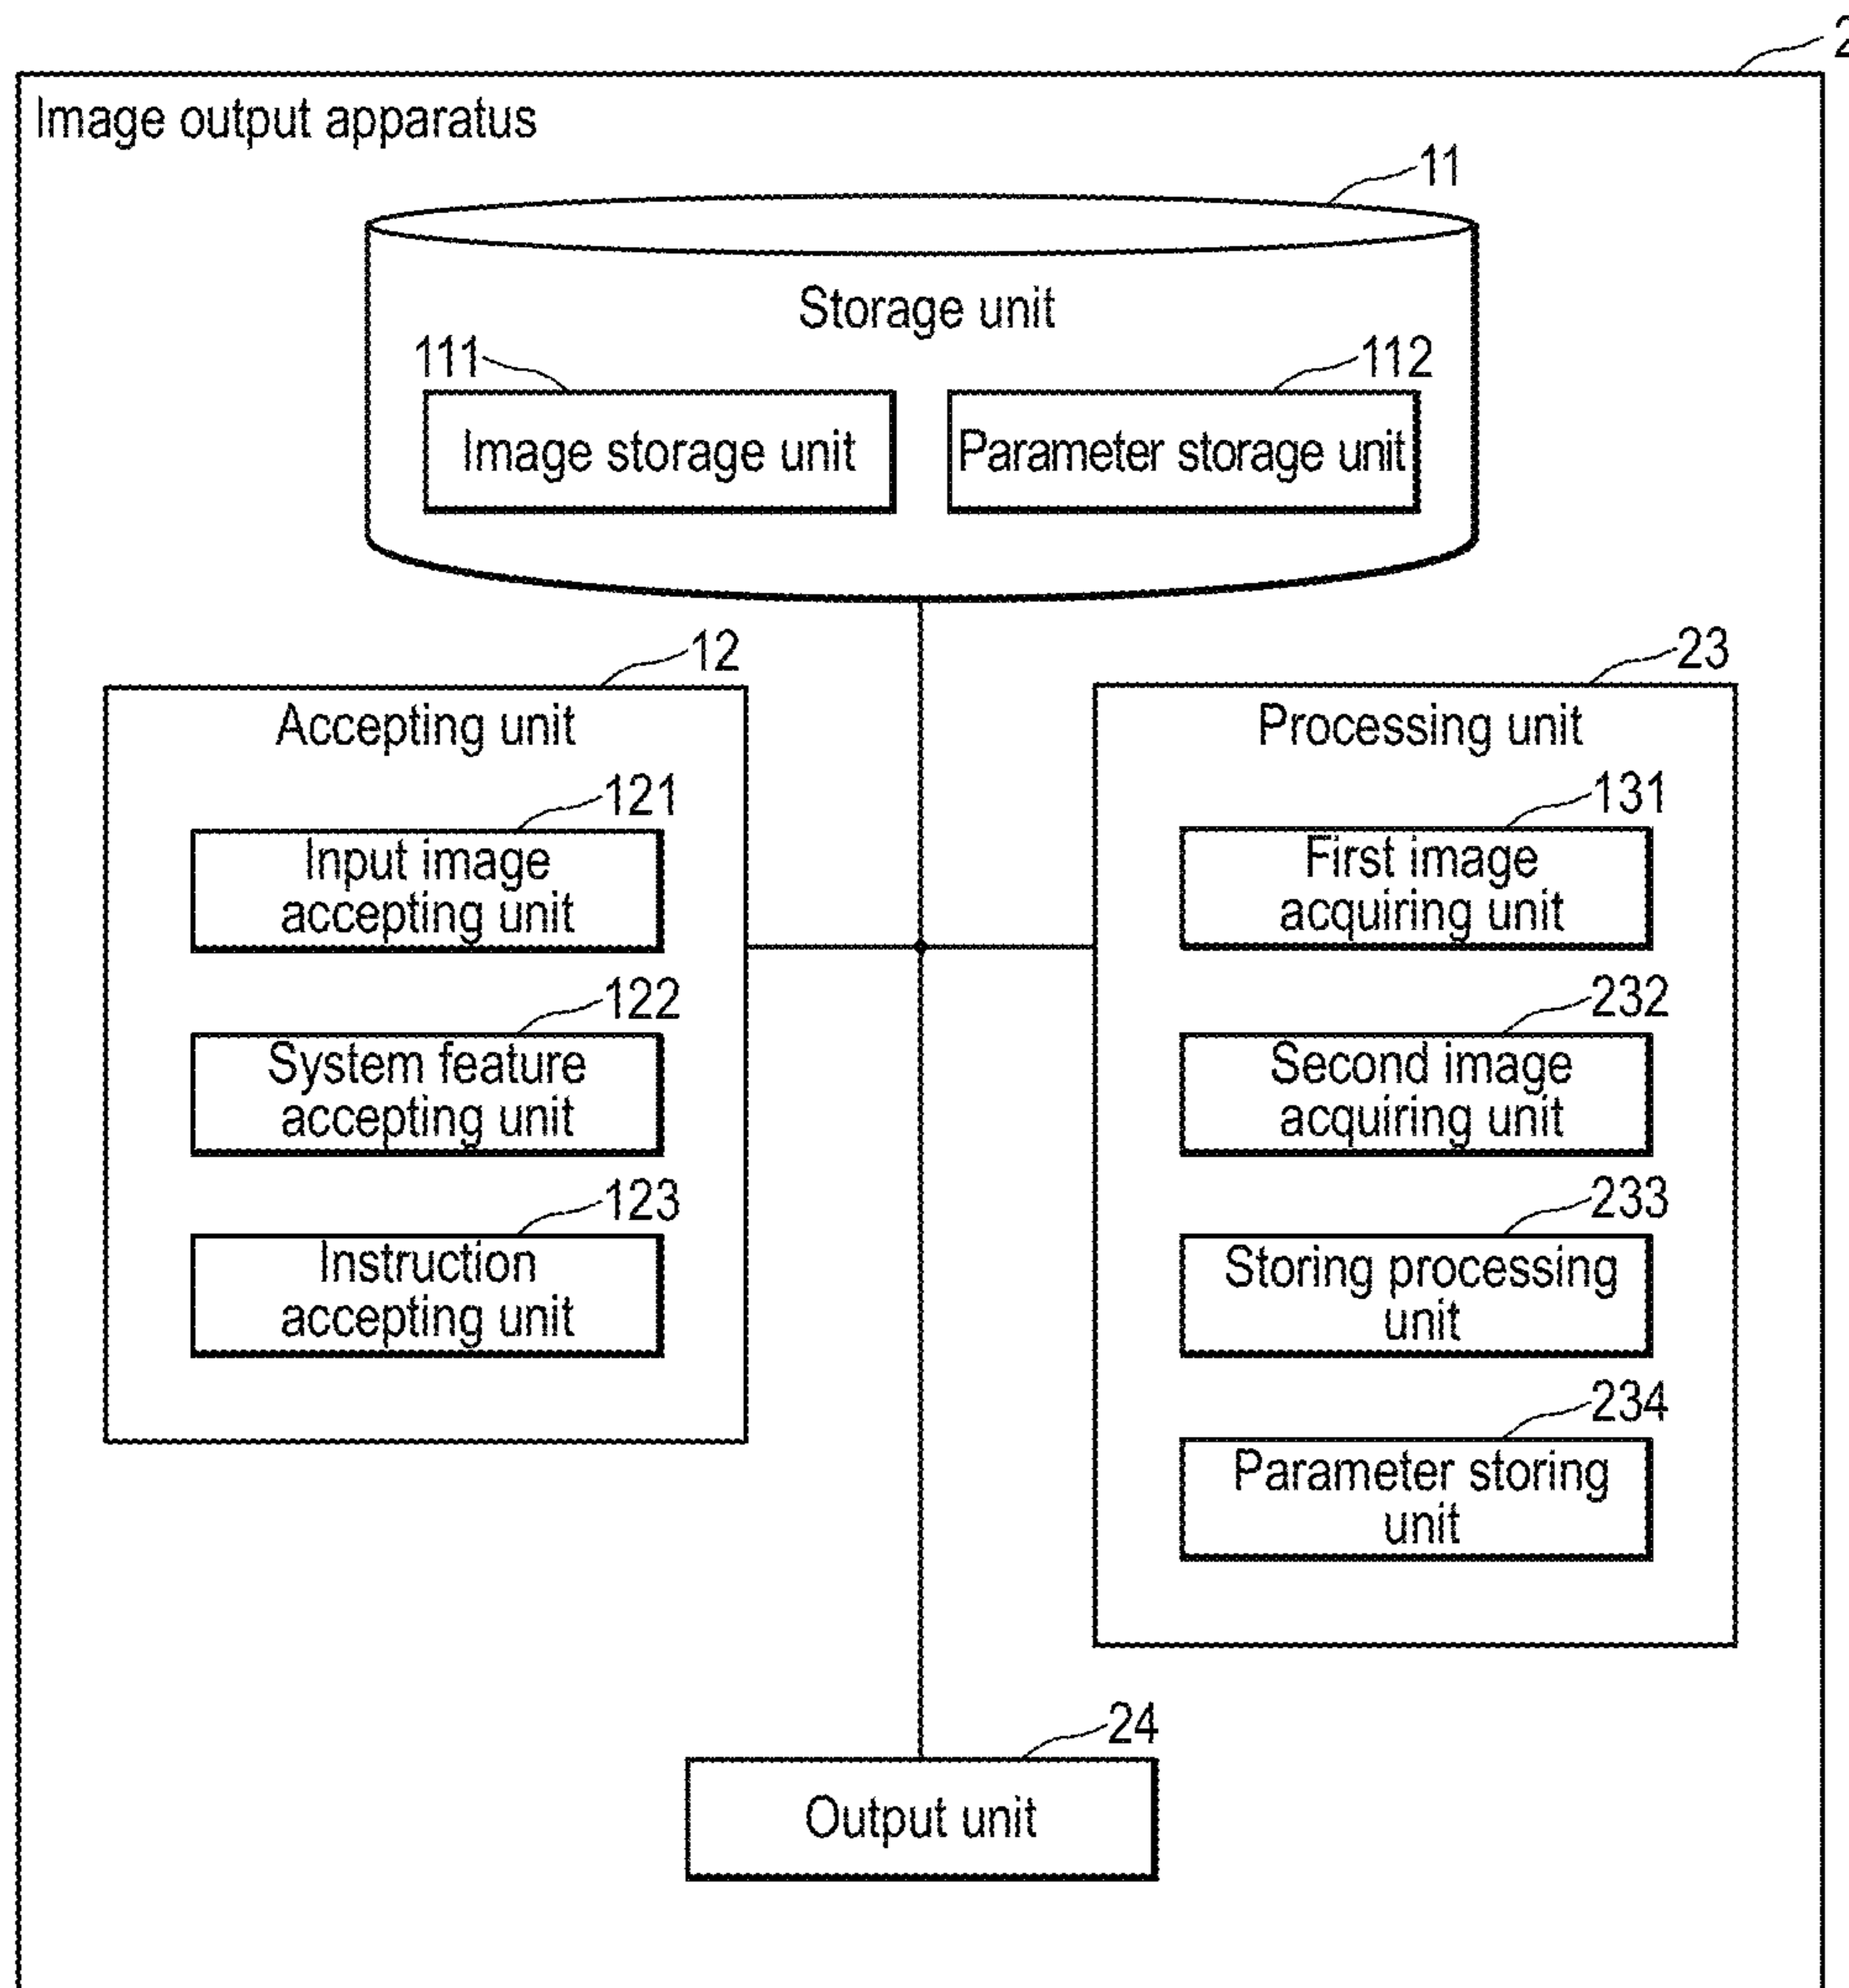 2
Image output apparatus
11
Storage unit
111
112
Image storage unit
Parameter storage unit
12
Accepting unit
121
Input image
accepting unit
122
System feature
accepting unit
123
Instruction
accepting unit
23
Processing unit
131
First image
acquiring unit
232
Second image
acquiring unit
233
Storing processing
unit
234
Parameter storing
unit
24
Output unit